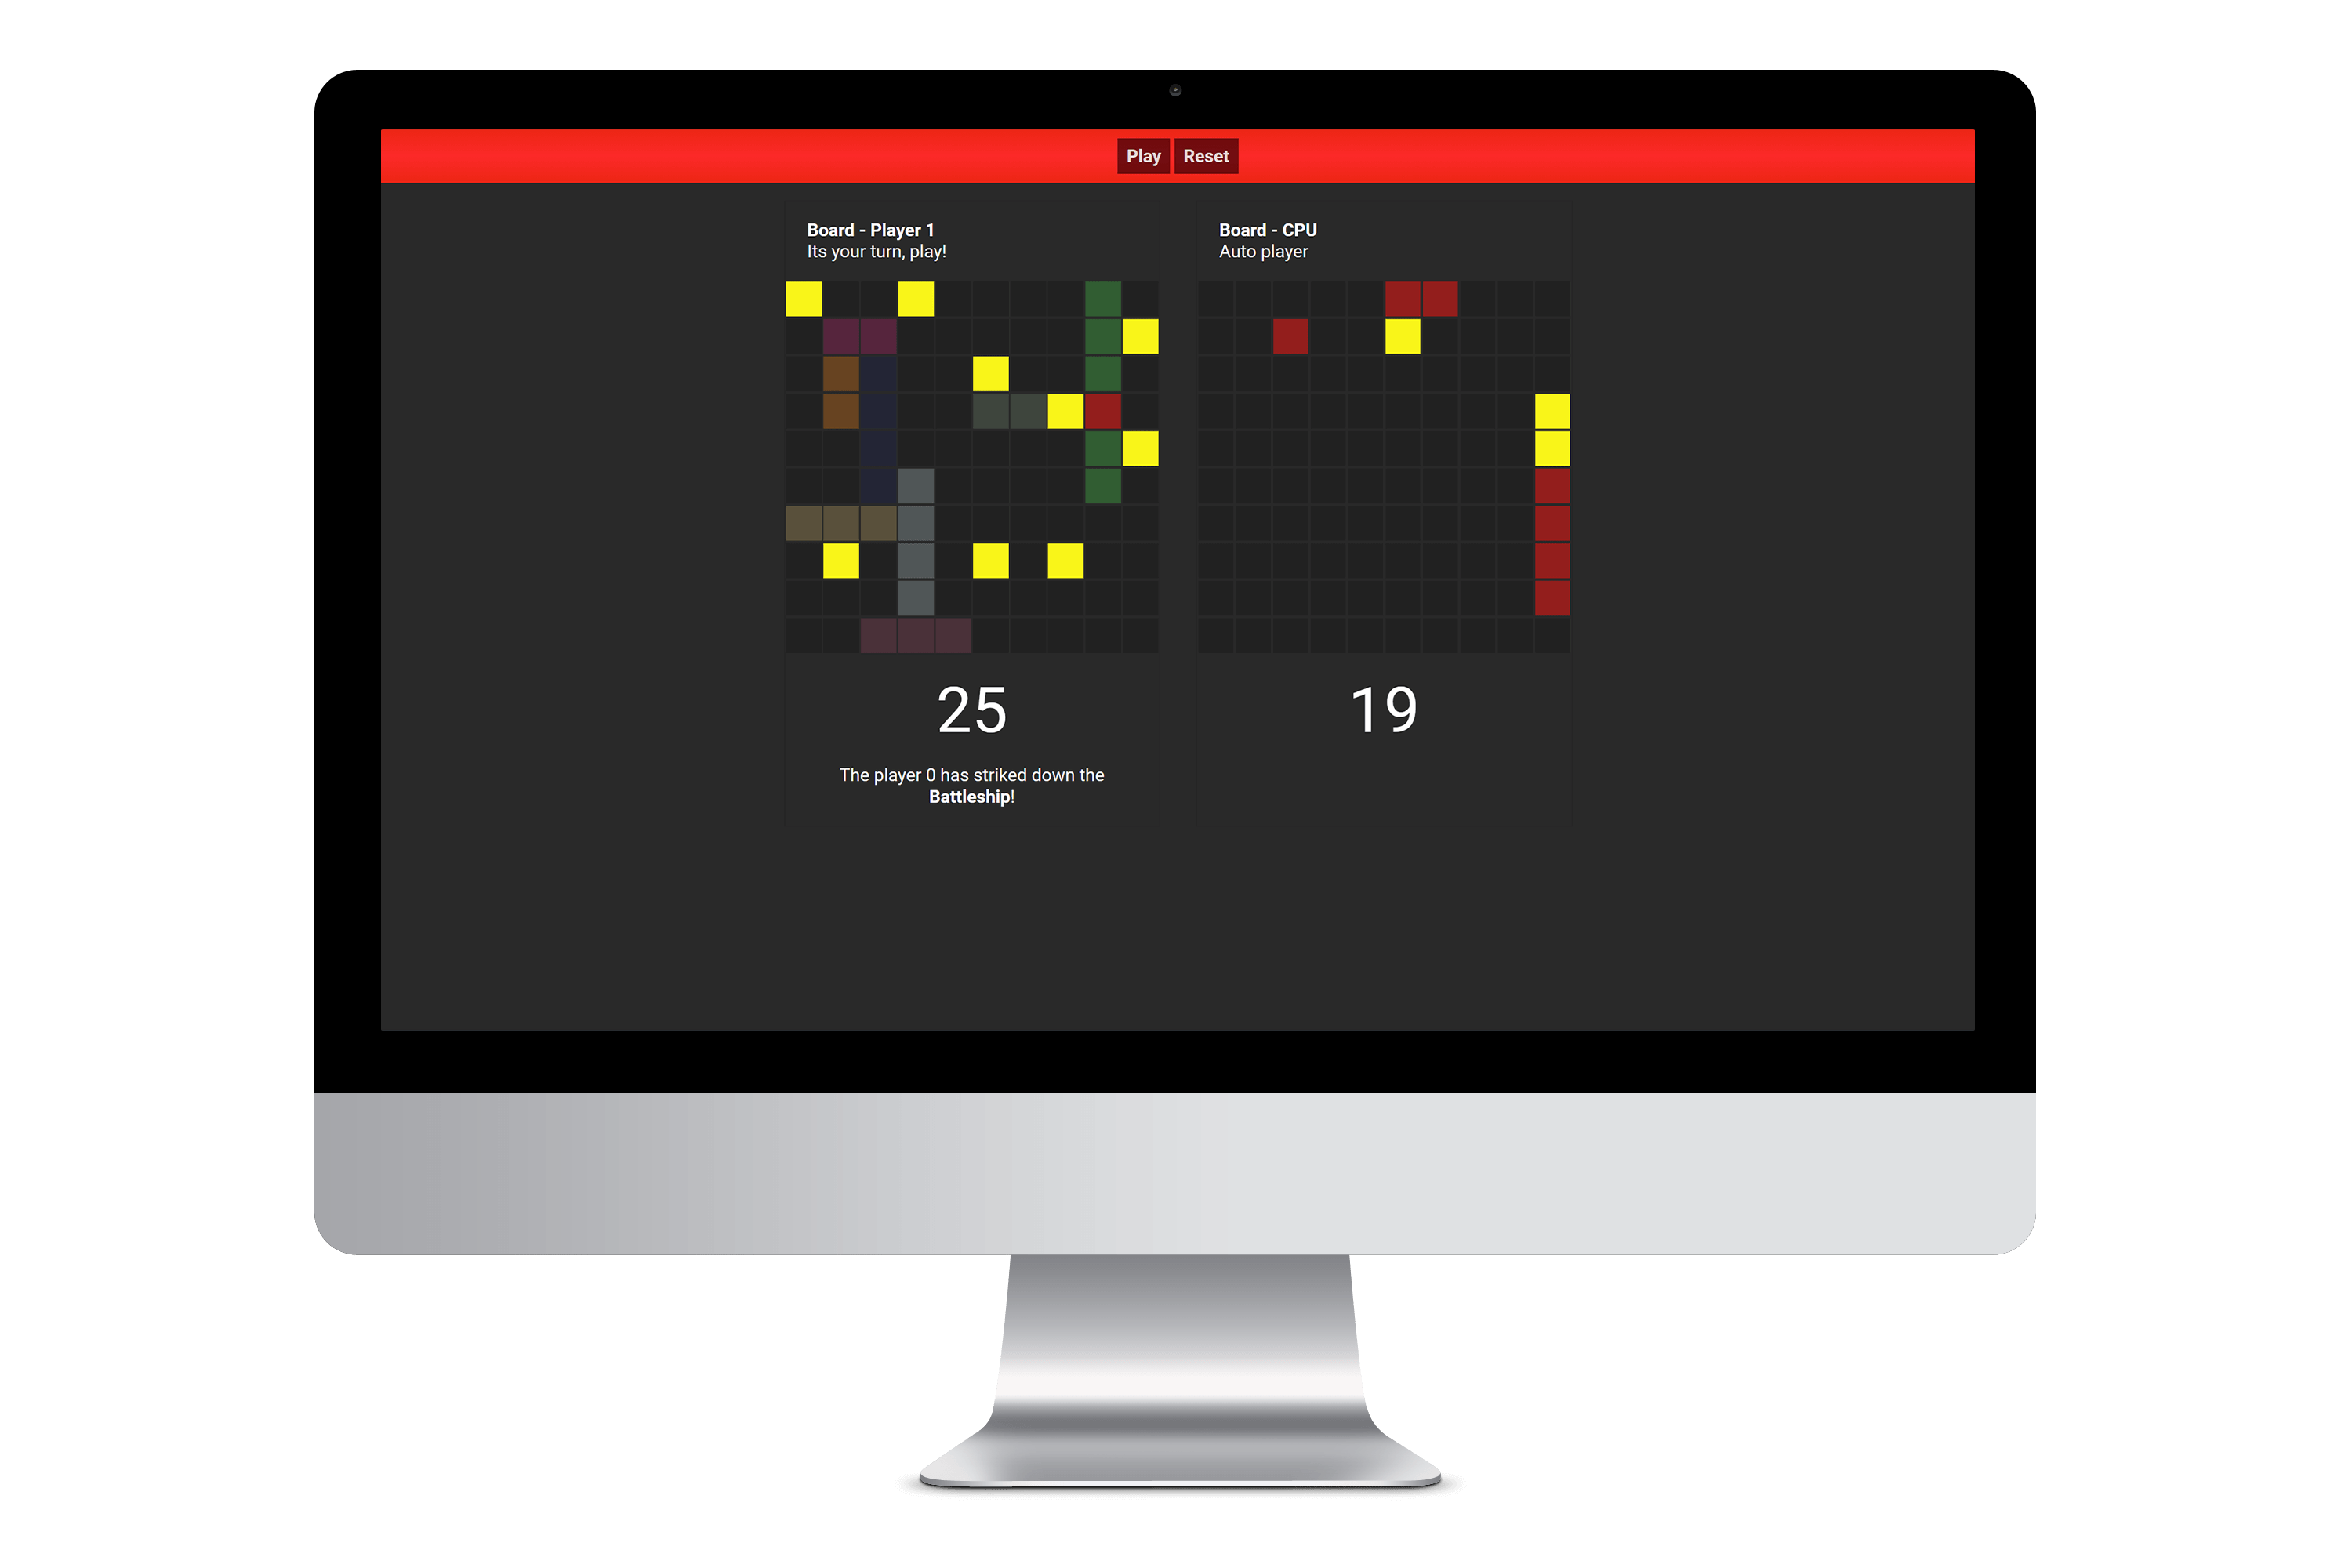 Play Reset
Board - Player 1
Its your turn, play!
Board - CPU
Auto player
25
19
The player 0 has striked down the
Battleship!